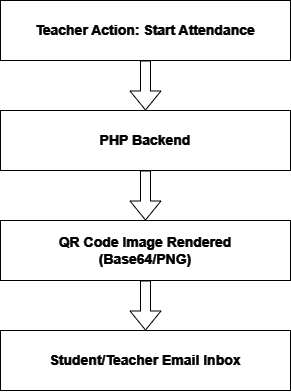 Teacher Action: Start Attendance
PHP Backend
QR Code Image Rendered
(Base64/PNG)
Student/Teacher Email Inbox